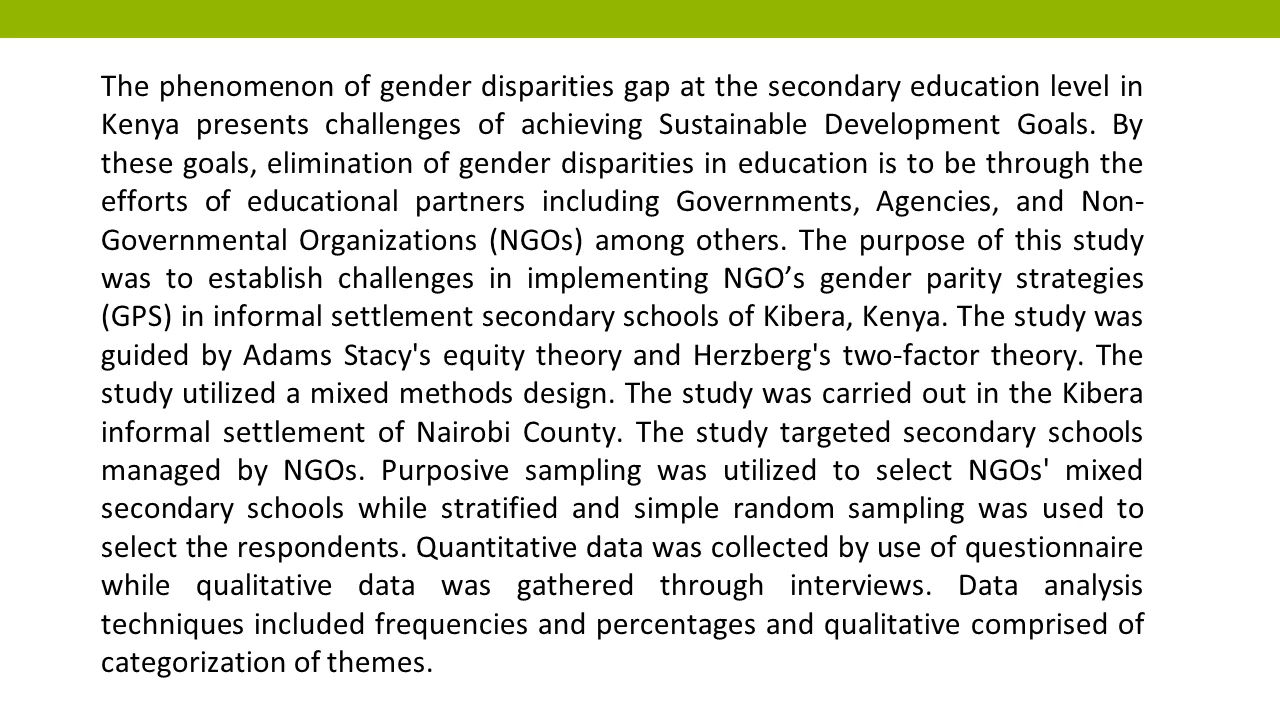 The phenomenon of gender disparities gap at the secondary education level in
Kenya presents challenges of achieving Sustainable Development Goals. By
these goals, elimination of gender disparities in education is to be through the
efforts of educational partners including Governments, Agencies, and Non-
Governmental Organizations (NGOs) among others. The purpose of this study
was to establish challenges in implementing NGO’s gender parity strategies
(GPS) in informal settlement secondary schools of Kibera, Kenya. The study was
guided by Adams Stacy's equity theory and Herzberg's two-factor theory. The
study utilized a mixed methods design. The study was carried out in the Kibera
informal settlement of Nairobi County. The study targeted secondary schools
managed by NGOs. Purposive sampling was utilized to select NGOs' mixed
secondary schools while stratified and simple random sampling was used to
select the respondents. Quantitative data was collected by use of questionnaire
while qualitative data was gathered through interviews. Data analysis
techniques included frequencies and percentages and qualitative comprised of
categorization of themes.